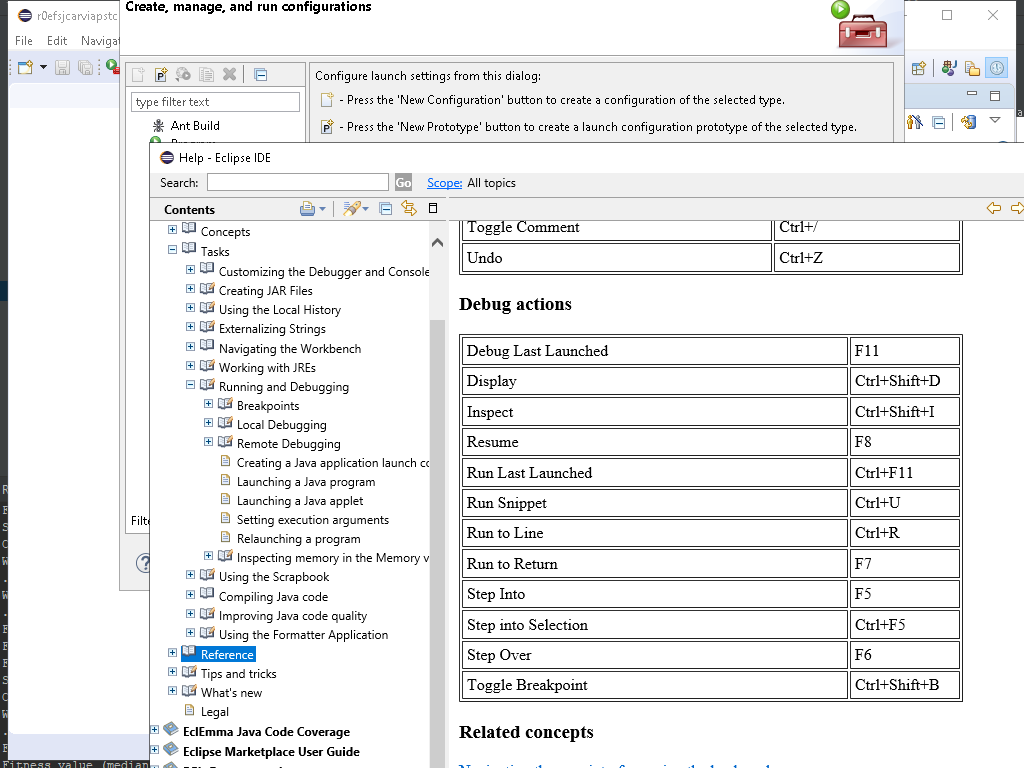 Create, manage, and run configurations
r0efsjcarviapstc
File Edit Navigat
type filter text
Ant Build
Configure launch settings from this dialog:
- Press the 'New Configuration' button to create a configuration of the selected type.
- Press the 'New Prototype' button to create a launch configuration prototype of the selected type.
Help - Eclipse IDE
Search: Go Scope: All topics
Contents
Concepts
Tasks
Customizing the Debugger and Console
Creating JAR Files
Using the Local History
Externalizing Strings
Navigating the Workbench
Working with JREs
Running and Debugging
Breakpoints
Local Debugging
Remote Debugging
Creating a Java application launch co
Launching a Java program
Launching a Java applet
Setting execution arguments
Relaunching a program
Inspecting memory in the Memory v
Using the Scrapbook
Compiling Java code
Improving Java code quality
Using the Formatter Application
Reference
Tips and tricks
What's new
Legal
EclEmma Java Code Coverage
Eclipse Marketplace User Guide
Toggle Comment Ctrl+/
Undo Ctrl+Z
Debug actions
Debug Last Launched F11
Display Ctrl+Shift+D
Inspect Ctrl+Shift+I
Resume F8
Run Last Launched Ctrl+F11
Run Snippet Ctrl+U
Run to Line Ctrl+R
Run to Return F7
Step Into F5
Step into Selection Ctrl+F5
Step Over F6
Toggle Breakpoint Ctrl+Shift+B
Related concepts
Filte
Fitness value (median